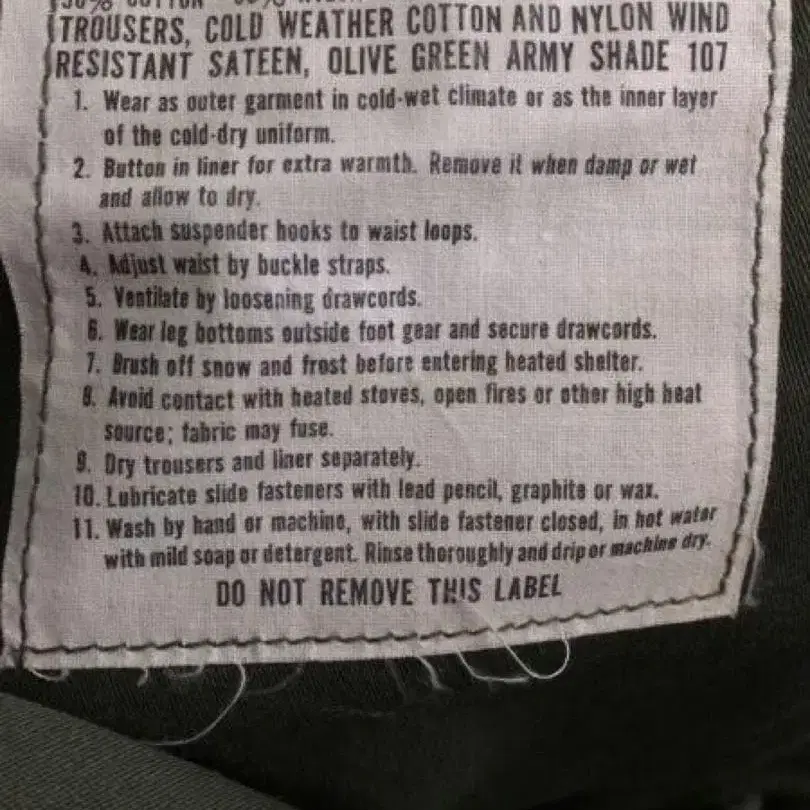 COTTON
TROUSERS, COLD WEATHER COTTON AND NYLON WIND
RESISTANT SATEEN, OLIVE GREEN ARMY SHADE 107
1. Wear as outer garment in cold-wet climate or as the inner layer
of the cold-dry uniform.
2. Button in liner for extra warmth. Remove it when damp or wet
and allow to dry.
3. Attach suspender hooks to waist loops.
4. Adjust waist by buckle straps.
5. Ventilate by loosening drawcords.
6. Wear leg bottoms outside foot gear and secure drawcords.
7. Brush off snow and frost before entering heated shelter.
8. Avoid contact with heated stoves, open fires or other high heat
source; fabric may fuse.
9. Dry trousers and liner separately.
10. Lubricate slide fasteners with lead pencil, graphite or wax.
11. Wash by hand or machine, with slide fastener closed, in hot water
with mild soap or detergent. Rinse thoroughly and drip or machine dry.
DO NOT REMOVE THIS LABEL